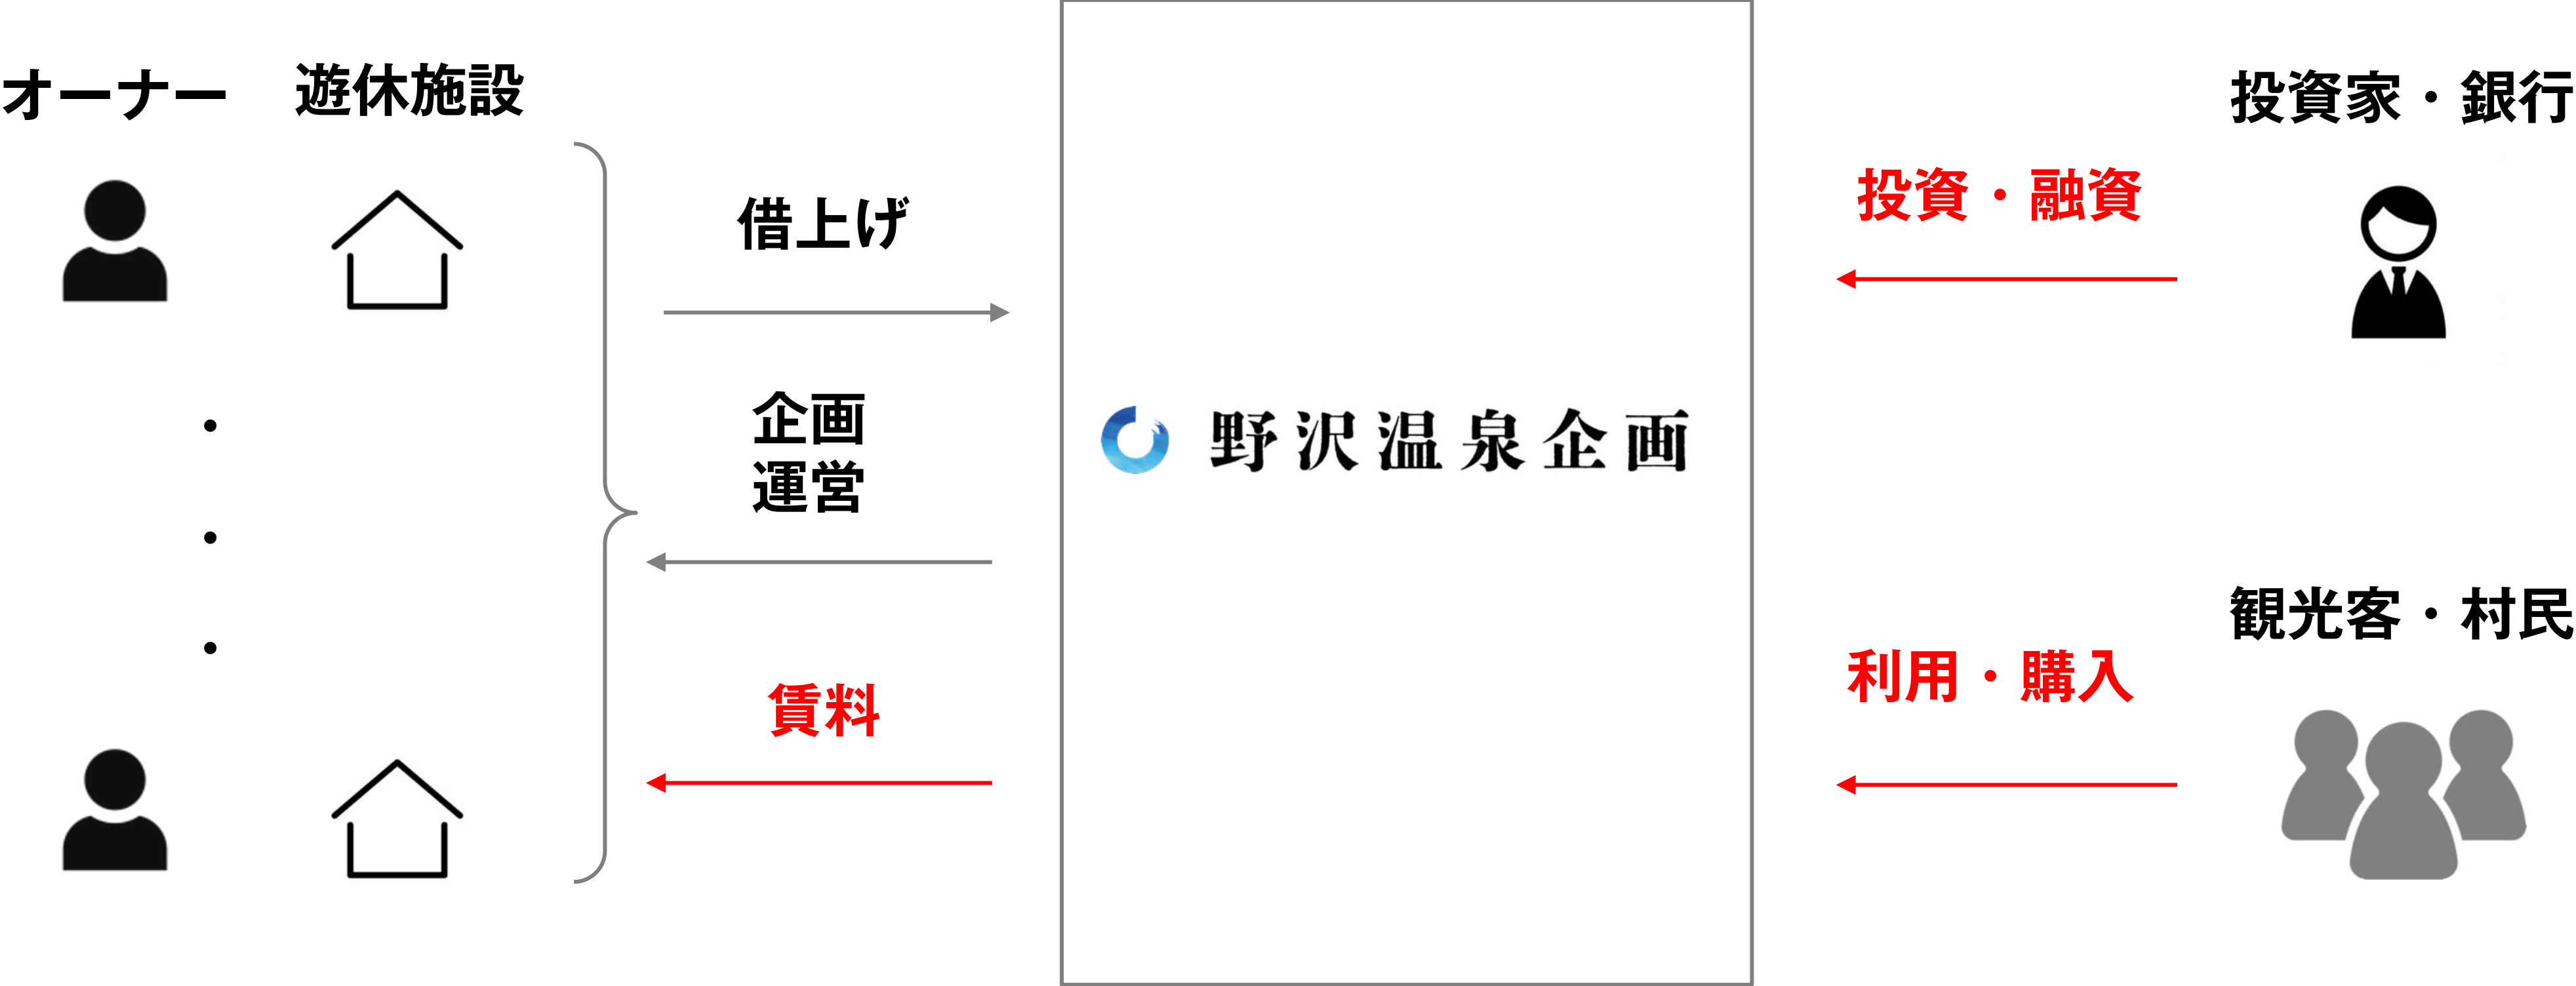 オーナー
遊休施設
借上げ
企画
運営
賃料
野沢温泉企画
投資家・銀行
投資・融資
観光客・村民
利用・購入